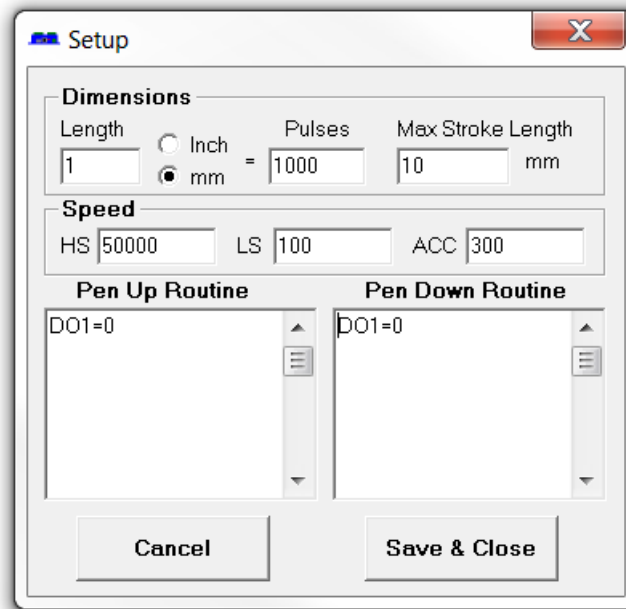 Setup
Dimensions
Length
Inch
mm
Pulses
Max Stroke Length
1
=
1000
10
mm
Speed
HS 50000 LS 100 ACC 300
Pen Up Routine
Pen Down Routine
DO1=0
DO1=0
Cancel
Save & Close